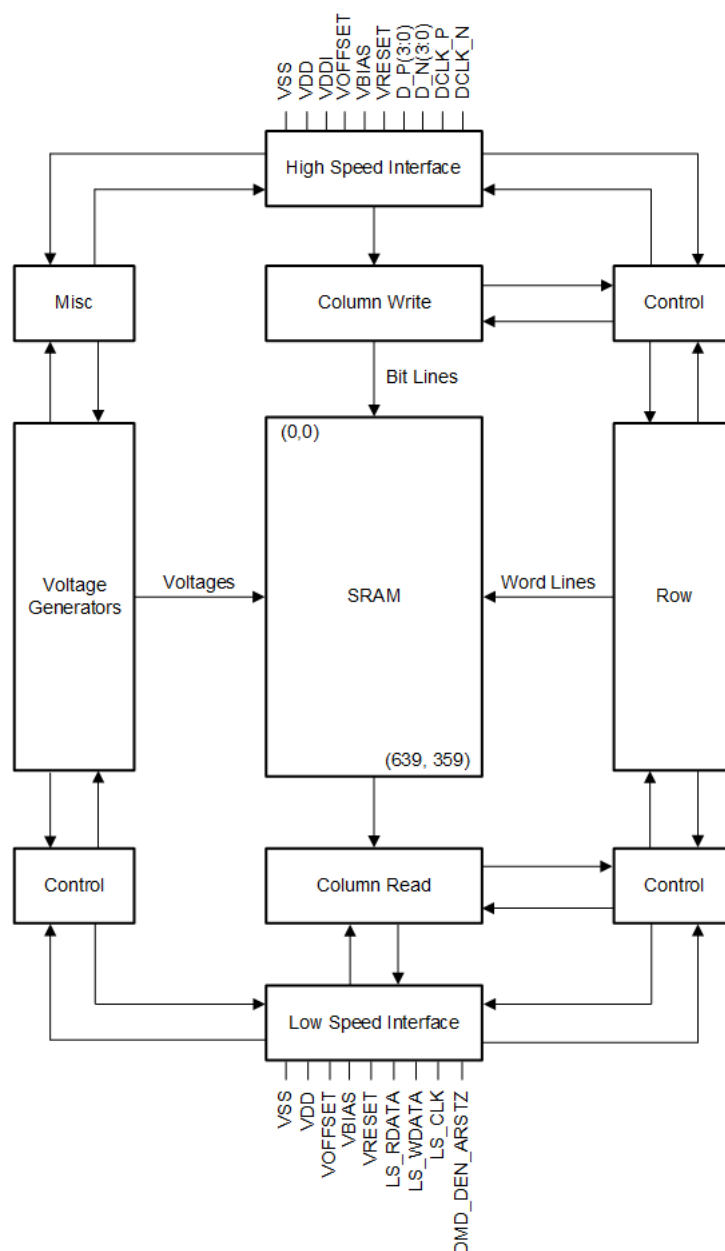 VSS
VDD
VDDI
VOFFSET
VBIAS
VRESET
D_P(3:0)
D_N(3:0)
DCLK_P
DCLK_N
High Speed Interface
Misc
Column Write
Control
Bit Lines
(0,0)
Voltage
Generators
Voltages
SRAM
Word Lines
Row
(639, 359)
Control
Column Read
Control
Low Speed Interface
VSS
VDD
VOFFSET
VBIAS
VRESET
LS_RDATA
LS_WDATA
LS_CLK
DMD_DEN_ARSTZ